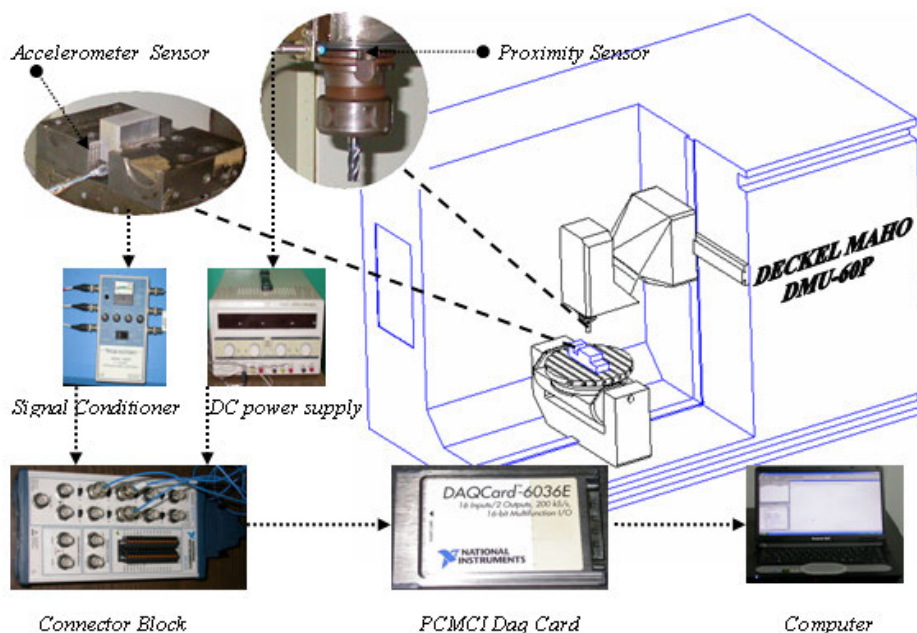 Accelerometer Sensor
Proximity Sensor
DECKEL MAHO
DMU-60P
Signal Conditioner
DC power supply
DAQCard™-6036E
16 Inputs/2 Outputs, 200 kS/s,
16-bit Multifunction I/O
NATIONAL
INSTRUMENTS
Connector Block
PCMCI Daq Card
Computer